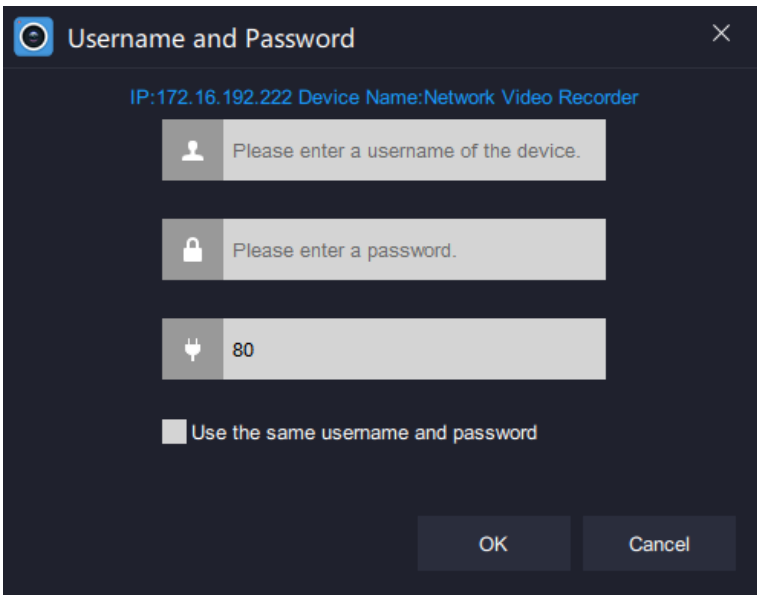 Username and Password
IP:172.16.192.222 Device Name:Network Video Recorder
Please enter a username of the device.
Please enter a password.
80
Use the same username and password
OK Cancel